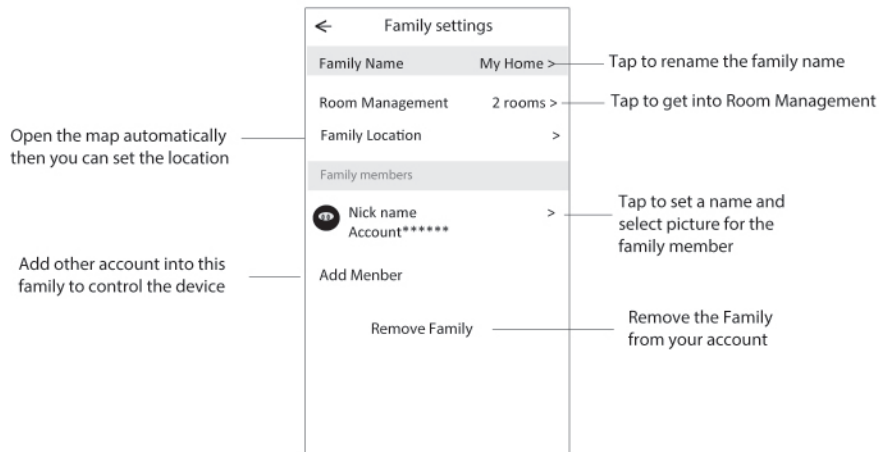 ← Family settings
Family Name My Home >
Tap to rename the family name
Room Management 2 rooms >
Tap to get into Room Management
Open the map automatically
then you can set the location
Family Location >
Family members
Nick name >
Account******
Tap to set a name and
select picture for the
family member
Add other account into this
family to control the device
Add Menber
Remove Family
Remove the Family
from your account